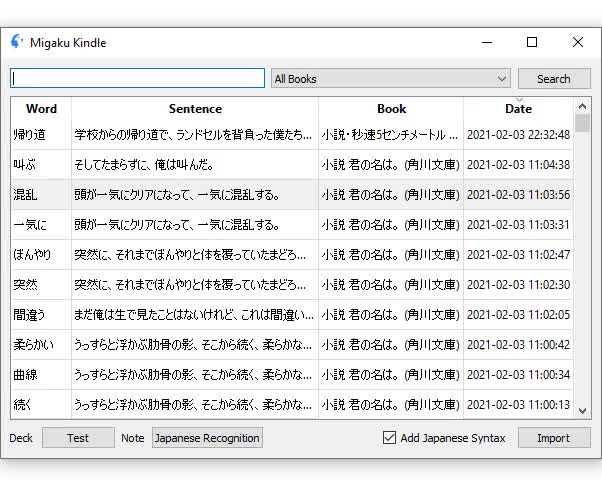 Migaku Kindle
All Books
Search
Word Sentence Book Date
帰り道 学校からの帰り道で、ランドセルを背負った僕たち... 小説・秒速5センチメートル ... 2021-02-03 22:32:48
叫ぶ そしてたまらずに、俺は叫んだ。 小説 君の名は。 (角川文庫) 2021-02-03 11:04:38
混乱 頭が一気にクリアになって、一気に混乱する。 小説 君の名は。 (角川文庫) 2021-02-03 11:03:56
一気に 頭が一気にクリアになって、一気に混乱する。 小説 君の名は。 (角川文庫) 2021-02-03 11:03:31
ぼんやり 突然に、それまでぼんやりと体を覆っていたまどろ... 小説 君の名は。 (角川文庫) 2021-02-03 11:02:47
突然 突然に、それまでぼんやりと体を覆っていたまどろ... 小説 君の名は。 (角川文庫) 2021-02-03 11:02:30
間違う まだ俺は生で見たことはないけれど、これは間違い... 小説 君の名は。 (角川文庫) 2021-02-03 11:02:05
柔らかい うっすらと浮かぶ肋骨の影、そこから続く、柔らかな... 小説 君の名は。 (角川文庫) 2021-02-03 11:00:42
曲線 うっすらと浮かぶ肋骨の影、そこから続く、柔らかな... 小説 君の名は。 (角川文庫) 2021-02-03 11:00:34
続く うっすらと浮かぶ肋骨の影、そこから続く、柔らかな... 小説 君の名は。 (角川文庫) 2021-02-03 11:00:13
Deck Test Note Japanese Recognition Add Japanese Syntax Import